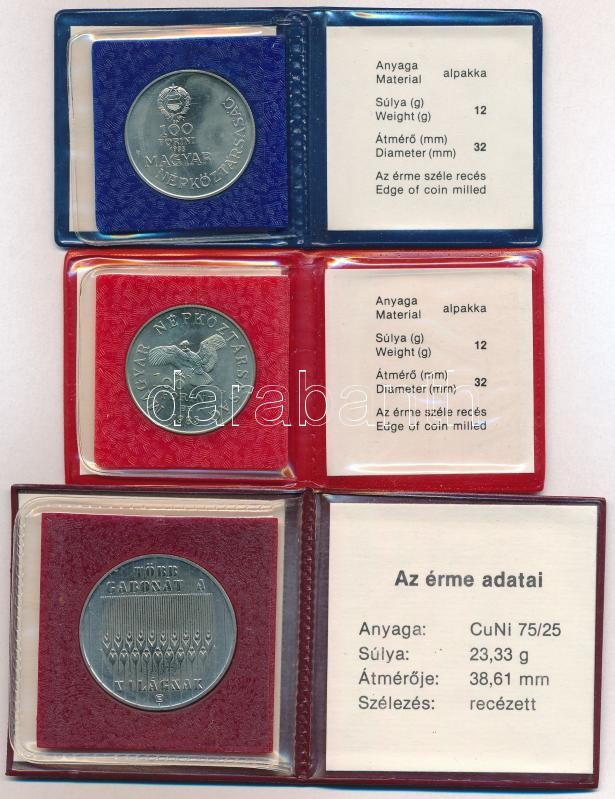 100
FORINT
1983
MAGYAR
NÉPKÖZTÁRSASÁG
Anyaga
Material alpakka
Súlya (g)
Weight (g) 12
Átmérő (mm)
Diameter (mm) 32
Az érme széle recés
Edge of coin milled
MAGYAR NÉPKÖZTÁRSASÁG
Anyaga
Material alpakka
Súlya (g)
Weight (g) 12
Átmérő (mm)
Diameter (mm) 32
Az érme széle recés
Edge of coin milled
darabanth
TÖBB
GABONÁT A
VILÁGNAK
Az érme adatai
Anyaga: CuNi 75/25
Súlya: 23,33 g
Átmérője: 38,61 mm
Szélezés: recézett